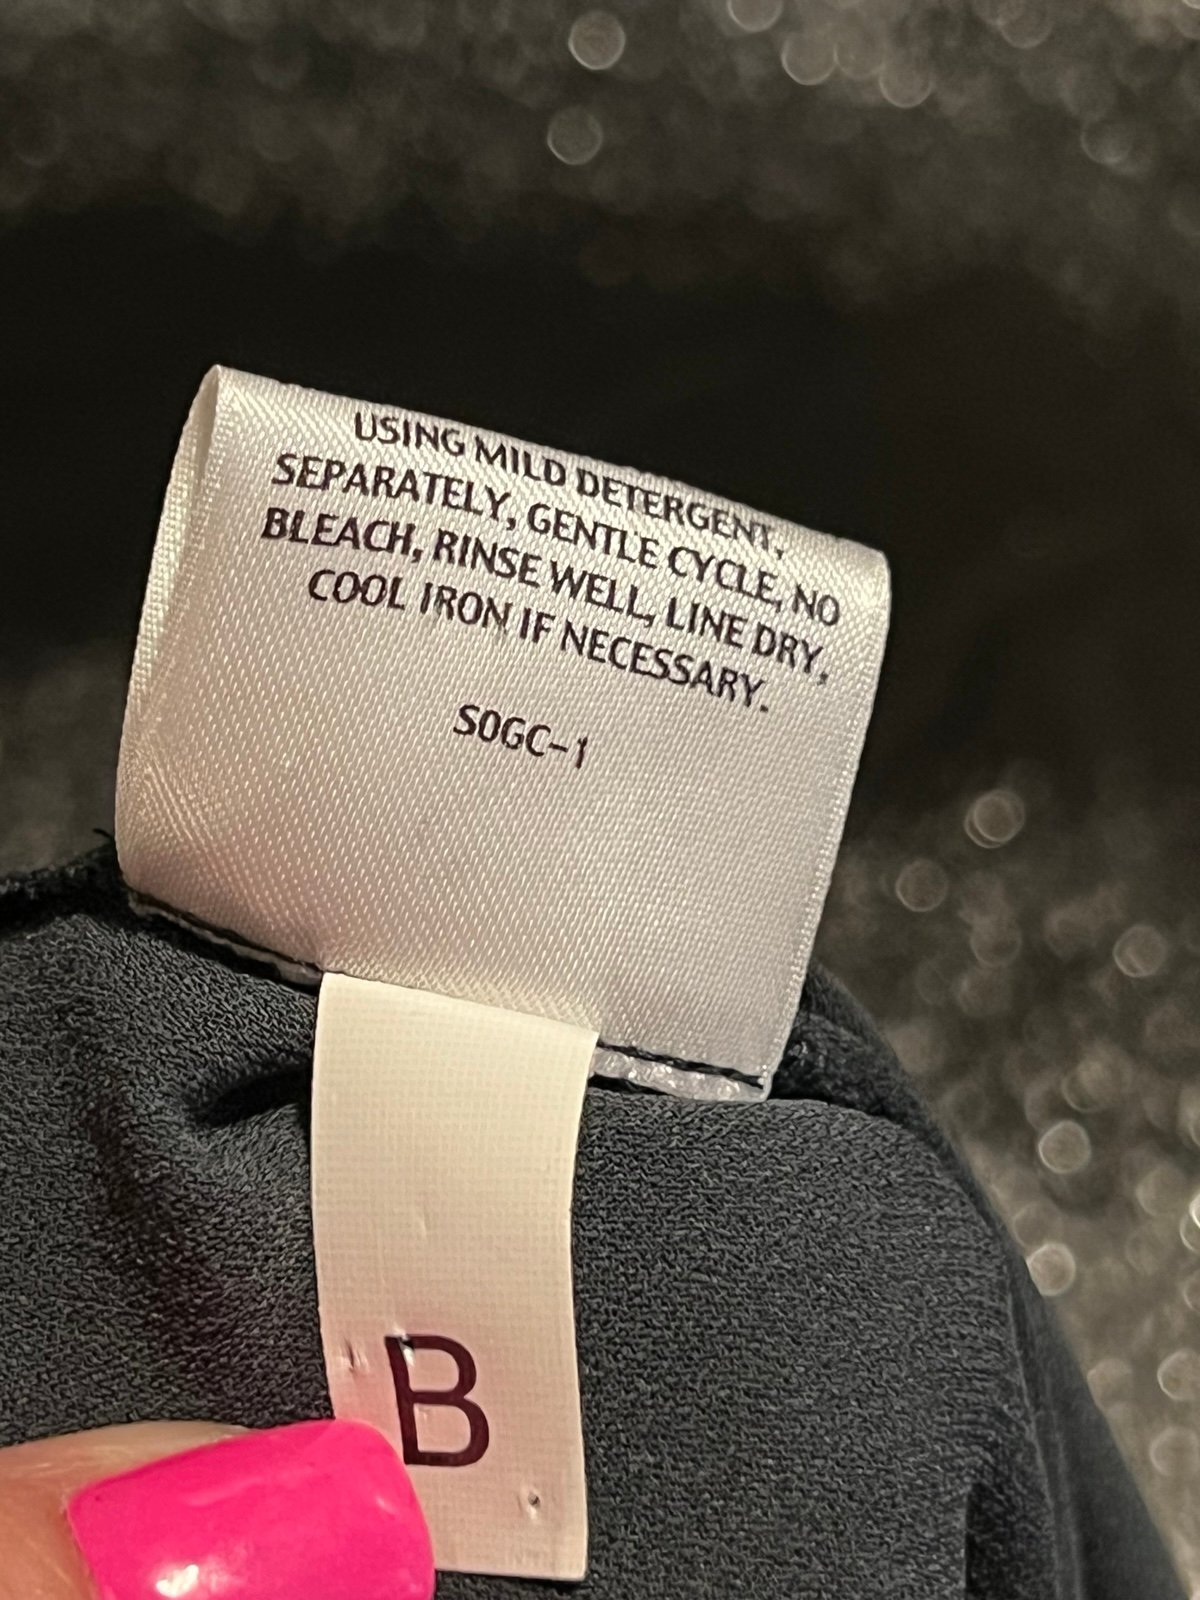 USING MILD DETERGENT,
SEPARATELY, GENTLE CYCLE, NO
BLEACH, RINSE WELL, LINE DRY,
COOL IRON IF NECESSARY.
S0GC-1
B